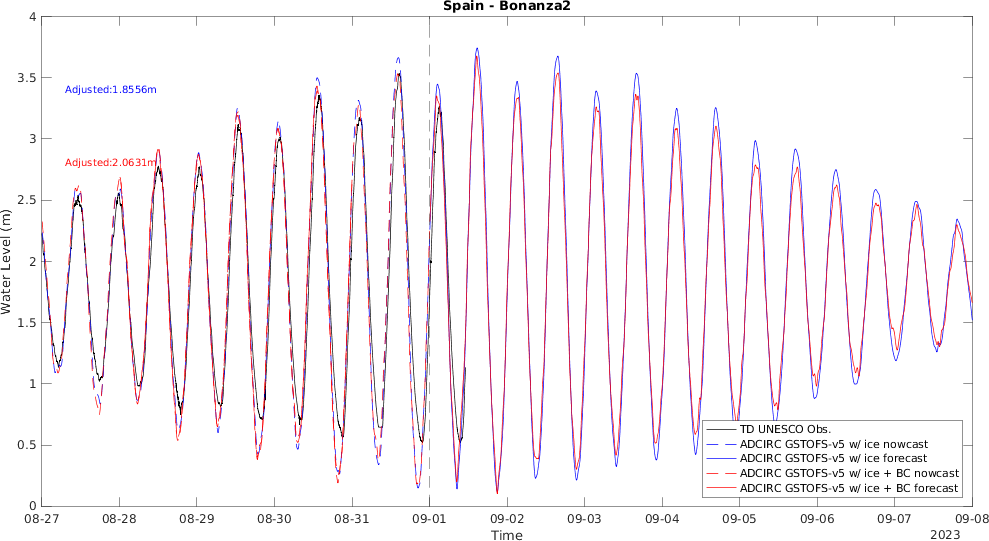 Spain - Bonanza2
4
3.5
3
2.5
2
1.5
1
0.5
0
Water Level (m)
Adjusted:1.8556m
Adjusted:2.0631m
TD UNESCO Obs.
ADCIRC GSTOFS-v5 w/ ice nowcast
ADCIRC GSTOFS-v5 w/ ice forecast
ADCIRC GSTOFS-v5 w/ ice + BC nowcast
ADCIRC GSTOFS-v5 w/ ice + BC forecast
08-27 08-28 08-29 08-30 08-31 09-01 09-02 09-03 09-04 09-05 09-06 09-07 09-08
Time
2023